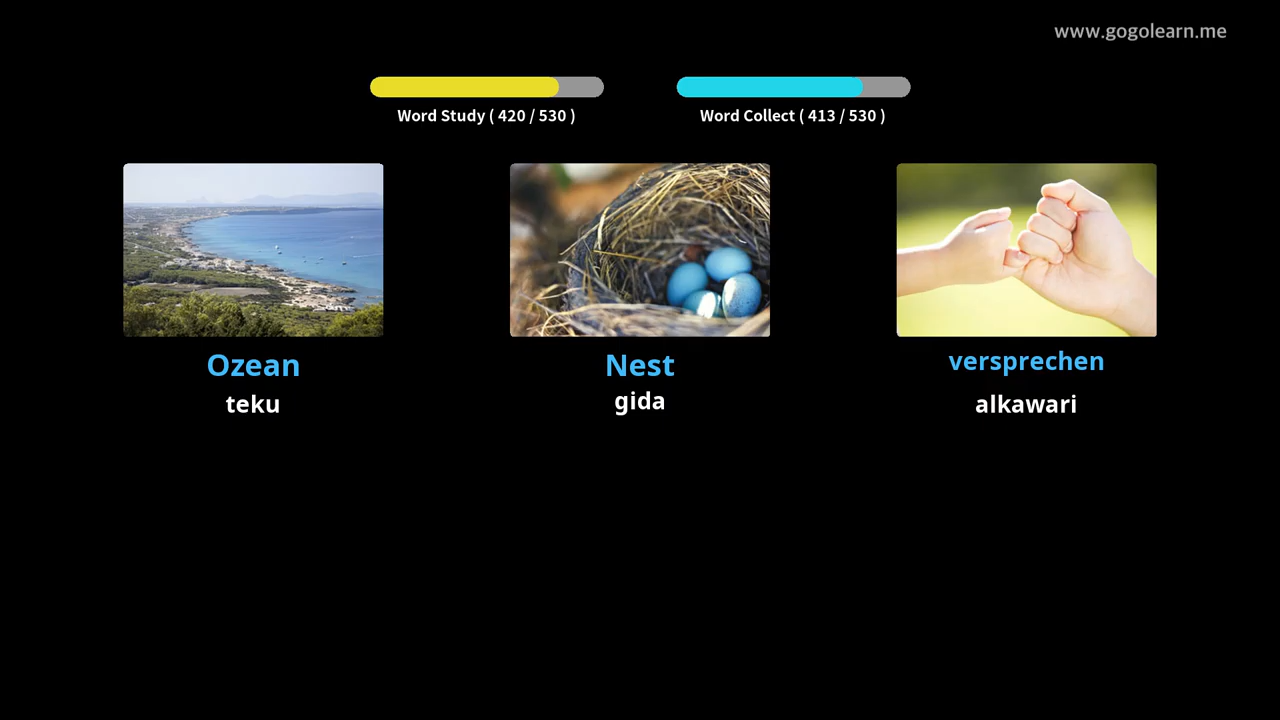 www.gogolearn.me
Word Study ( 420 / 530 )
Word Collect ( 413 / 530 )
Ozean
teku
Nest
gida
versprechen
alkawari